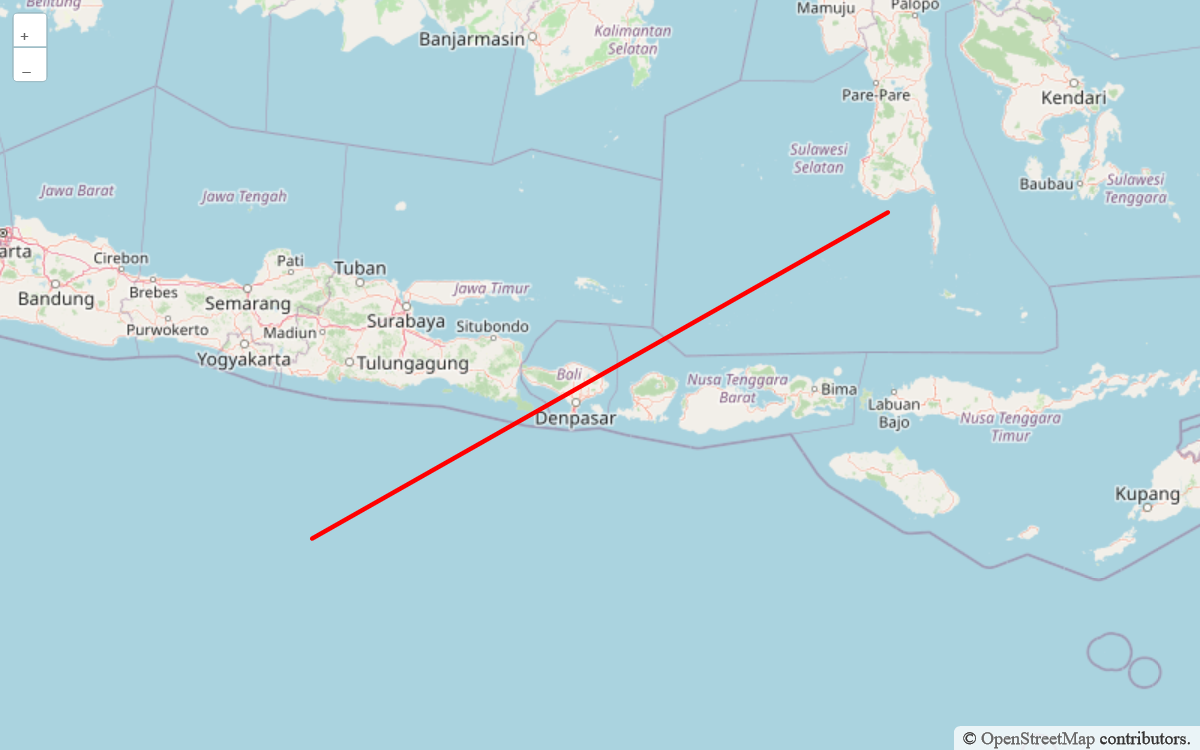 Belitung
+
–
Banjarmasin
Kalimantan
Selatan
Mamuju
Palopo
Pare-Pare
Kendari
Sulawesi
Selatan
Baubau
Sulawesi
Tenggara
Jawa Barat
Jawa Tengah
arta
Cirebon
Pati
Tuban
Bandung
Brebes
Semarang
Jawa Timur
Purwokerto
Madiun
Surabaya
Situbondo
Yogyakarta
Tulungagung
Bali
Denpasar
Nusa Tenggara
Barat
Bima
Labuan
Bajo
Nusa Tenggara
Timur
Kupang
© OpenStreetMap contributors.